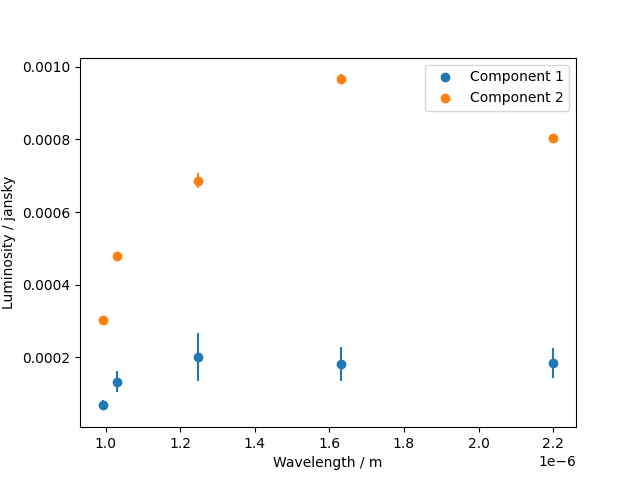 0.0010
0.0008
0.0006
0.0004
0.0002
Luminosity / jansky
Component 1
Component 2
1.0 1.2 1.4 1.6 1.8 2.0 2.2
1e−6
Wavelength / m